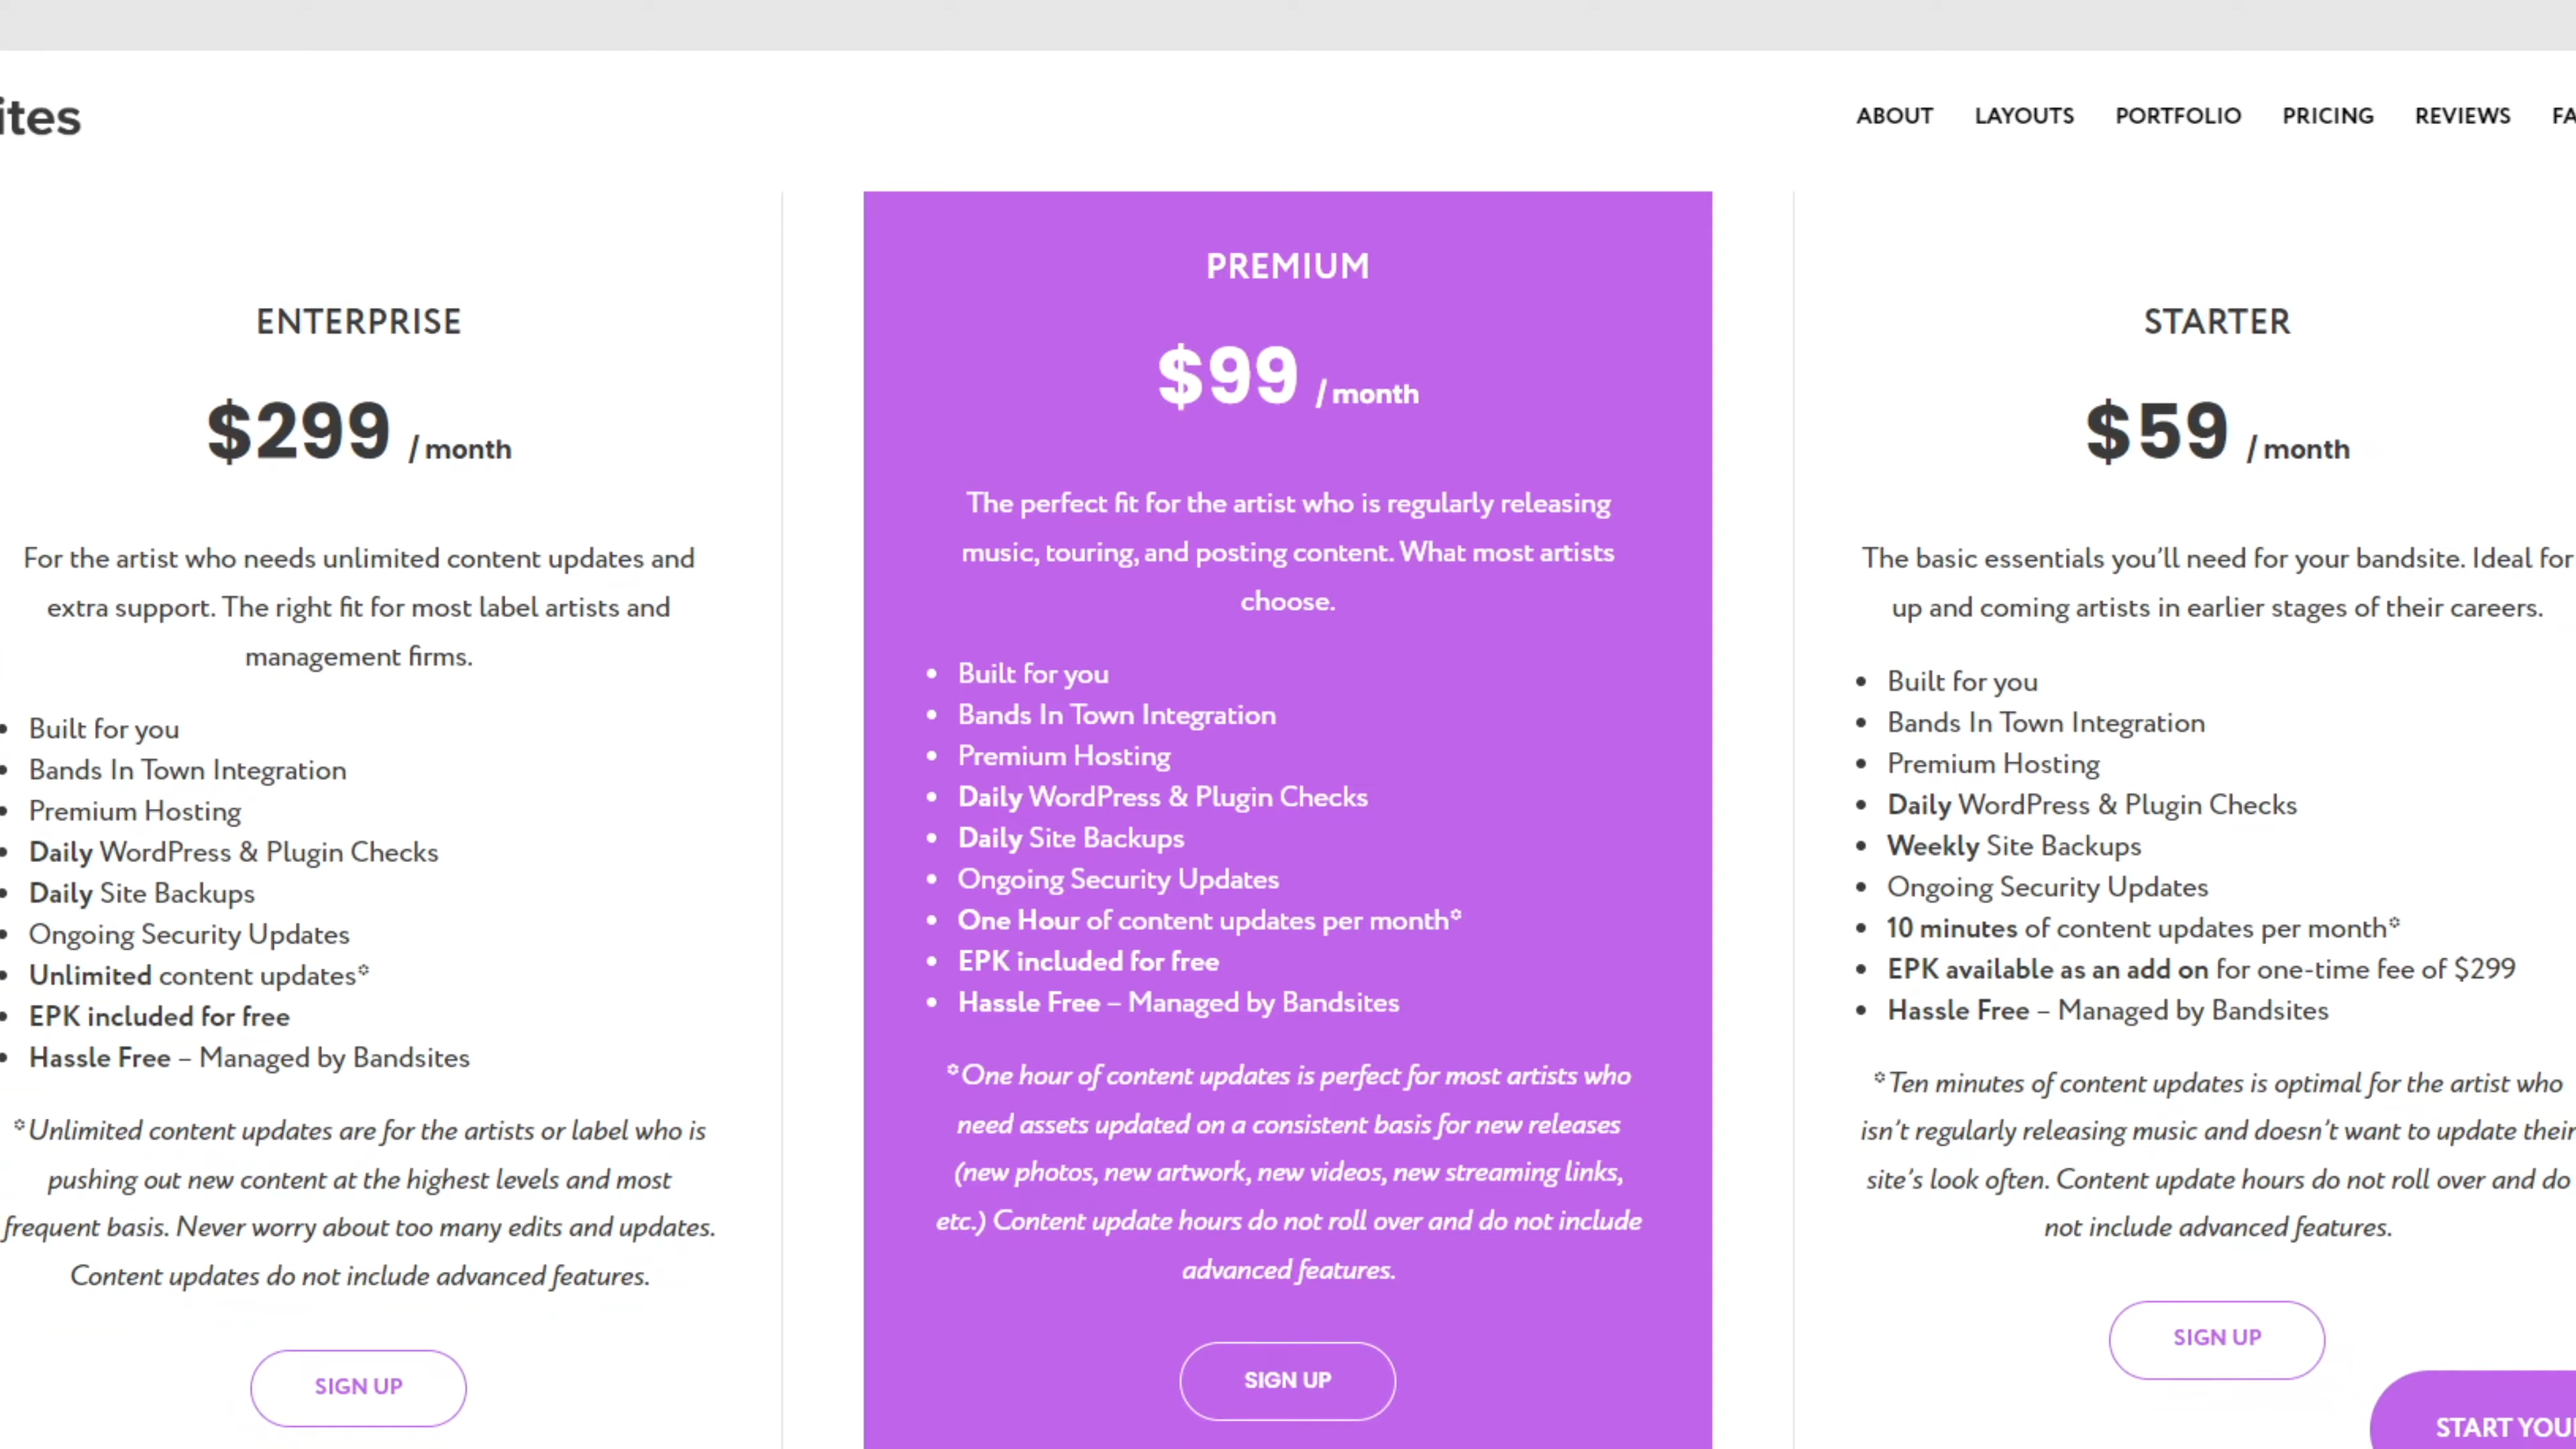 ites
ABOUT LAYOUTS PORTFOLIO PRICING REVIEWS
ENTERPRISE
$299 / month
For the artist who needs unlimited content updates and
extra support. The right fit for most label artists and
management firms.
• Built for you
• Bands In Town Integration
• Premium Hosting
• Daily WordPress & Plugin Checks
• Daily Site Backups
• Ongoing Security Updates
• Unlimited content updates*
• EPK included for free
• Hassle Free – Managed by Bandsites
*Unlimited content updates are for the artists or label who is
pushing out new content at the highest levels and most
frequent basis. Never worry about too many edits and updates.
Content updates do not include advanced features.
SIGN UP
PREMIUM
$99 / month
The perfect fit for the artist who is regularly releasing
music, touring, and posting content. What most artists
choose.
• Built for you
• Bands In Town Integration
• Premium Hosting
• Daily WordPress & Plugin Checks
• Daily Site Backups
• Ongoing Security Updates
• One Hour of content updates per month*
• EPK included for free
• Hassle Free – Managed by Bandsites
*One hour of content updates is perfect for most artists who
need assets updated on a consistent basis for new releases
(new photos, new artwork, new videos, new streaming links,
etc.) Content update hours do not roll over and do not include
advanced features.
SIGN UP
STARTER
$59 / month
The basic essentials you’ll need for your bandsite. Ideal for
up and coming artists in earlier stages of their careers.
• Built for you
• Bands In Town Integration
• Premium Hosting
• Daily WordPress & Plugin Checks
• Weekly Site Backups
• Ongoing Security Updates
• 10 minutes of content updates per month*
• EPK available as an add on for one-time fee of $299
• Hassle Free – Managed by Bandsites
*Ten minutes of content updates is optimal for the artist who
isn’t regularly releasing music and doesn’t want to update their
site’s look often. Content update hours do not roll over and do
not include advanced features.
SIGN UP
START